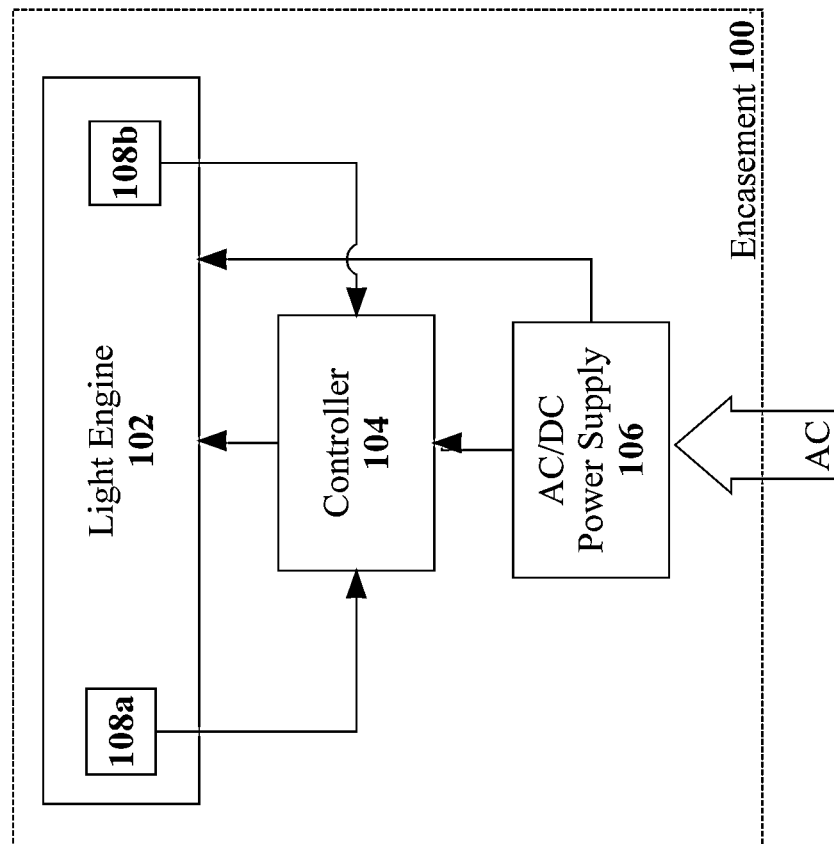 Encasement 100
108a
108b
Light Engine
102
Controller
104
AC/DC
Power Supply
106
AC